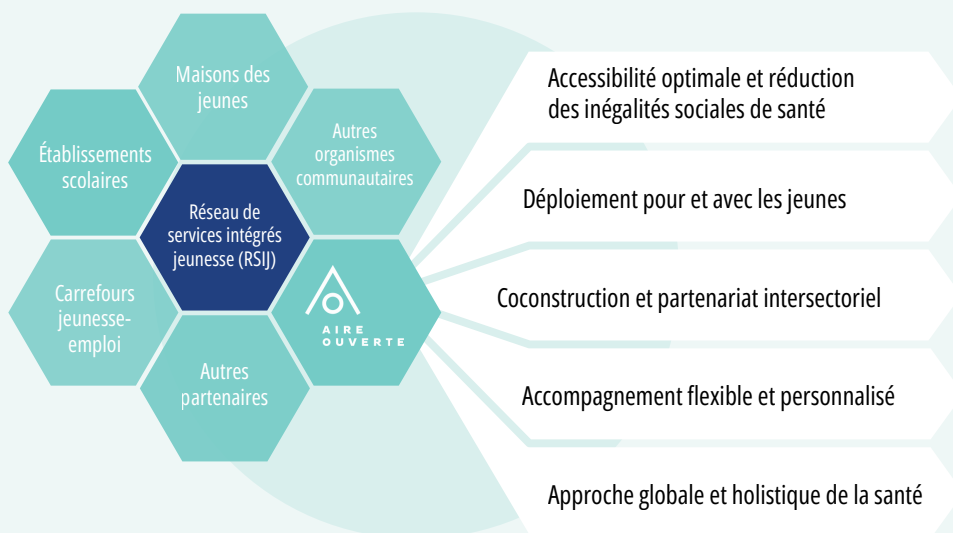 Maisons des
jeunes
Établissements
scolaires
Autres
organismes
communautaires
Réseau de
services intégrés
jeunesse (RSIJ)
Carrefours
jeunesse-
emploi
AIRE
OUVERTE
Autres
partenaires
Accessibilité optimale et réduction
des inégalités sociales de santé
Déploiement pour et avec les jeunes
Coconstruction et partenariat intersectoriel
Accompagnement flexible et personnalisé
Approche globale et holistique de la santé